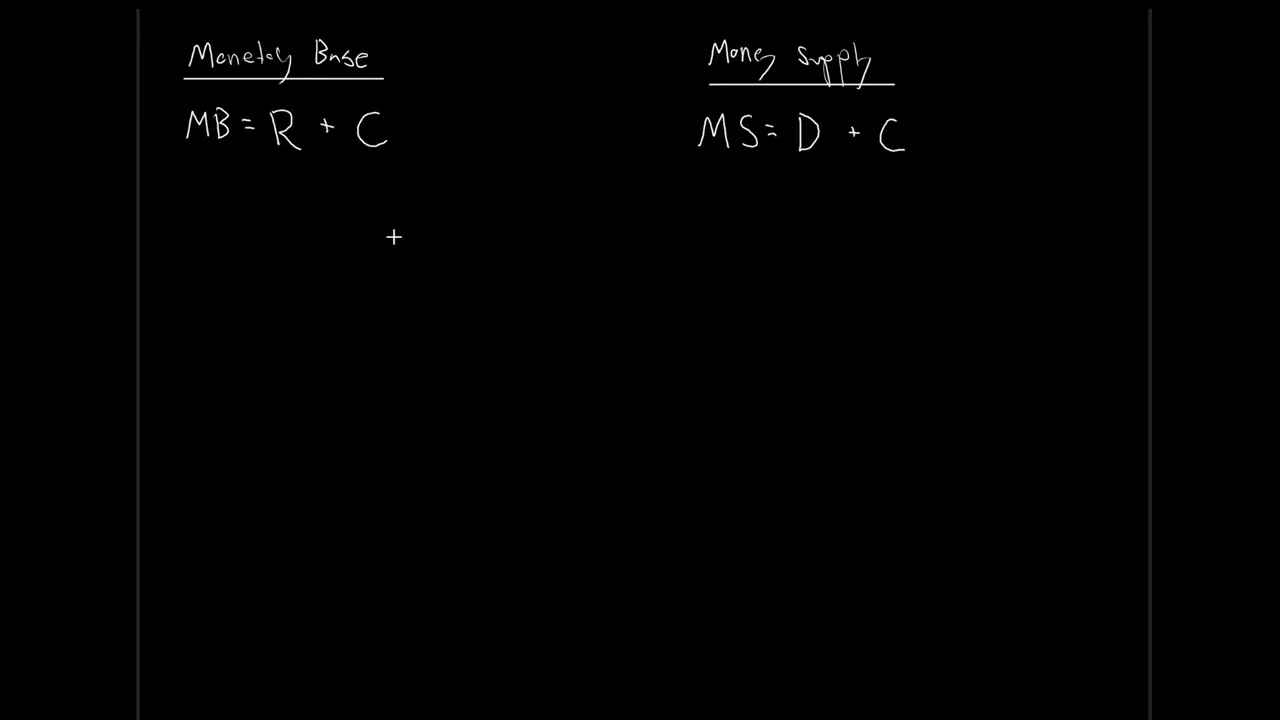 Monetary Base
MB = R + C
Money Supply
MS = D + C